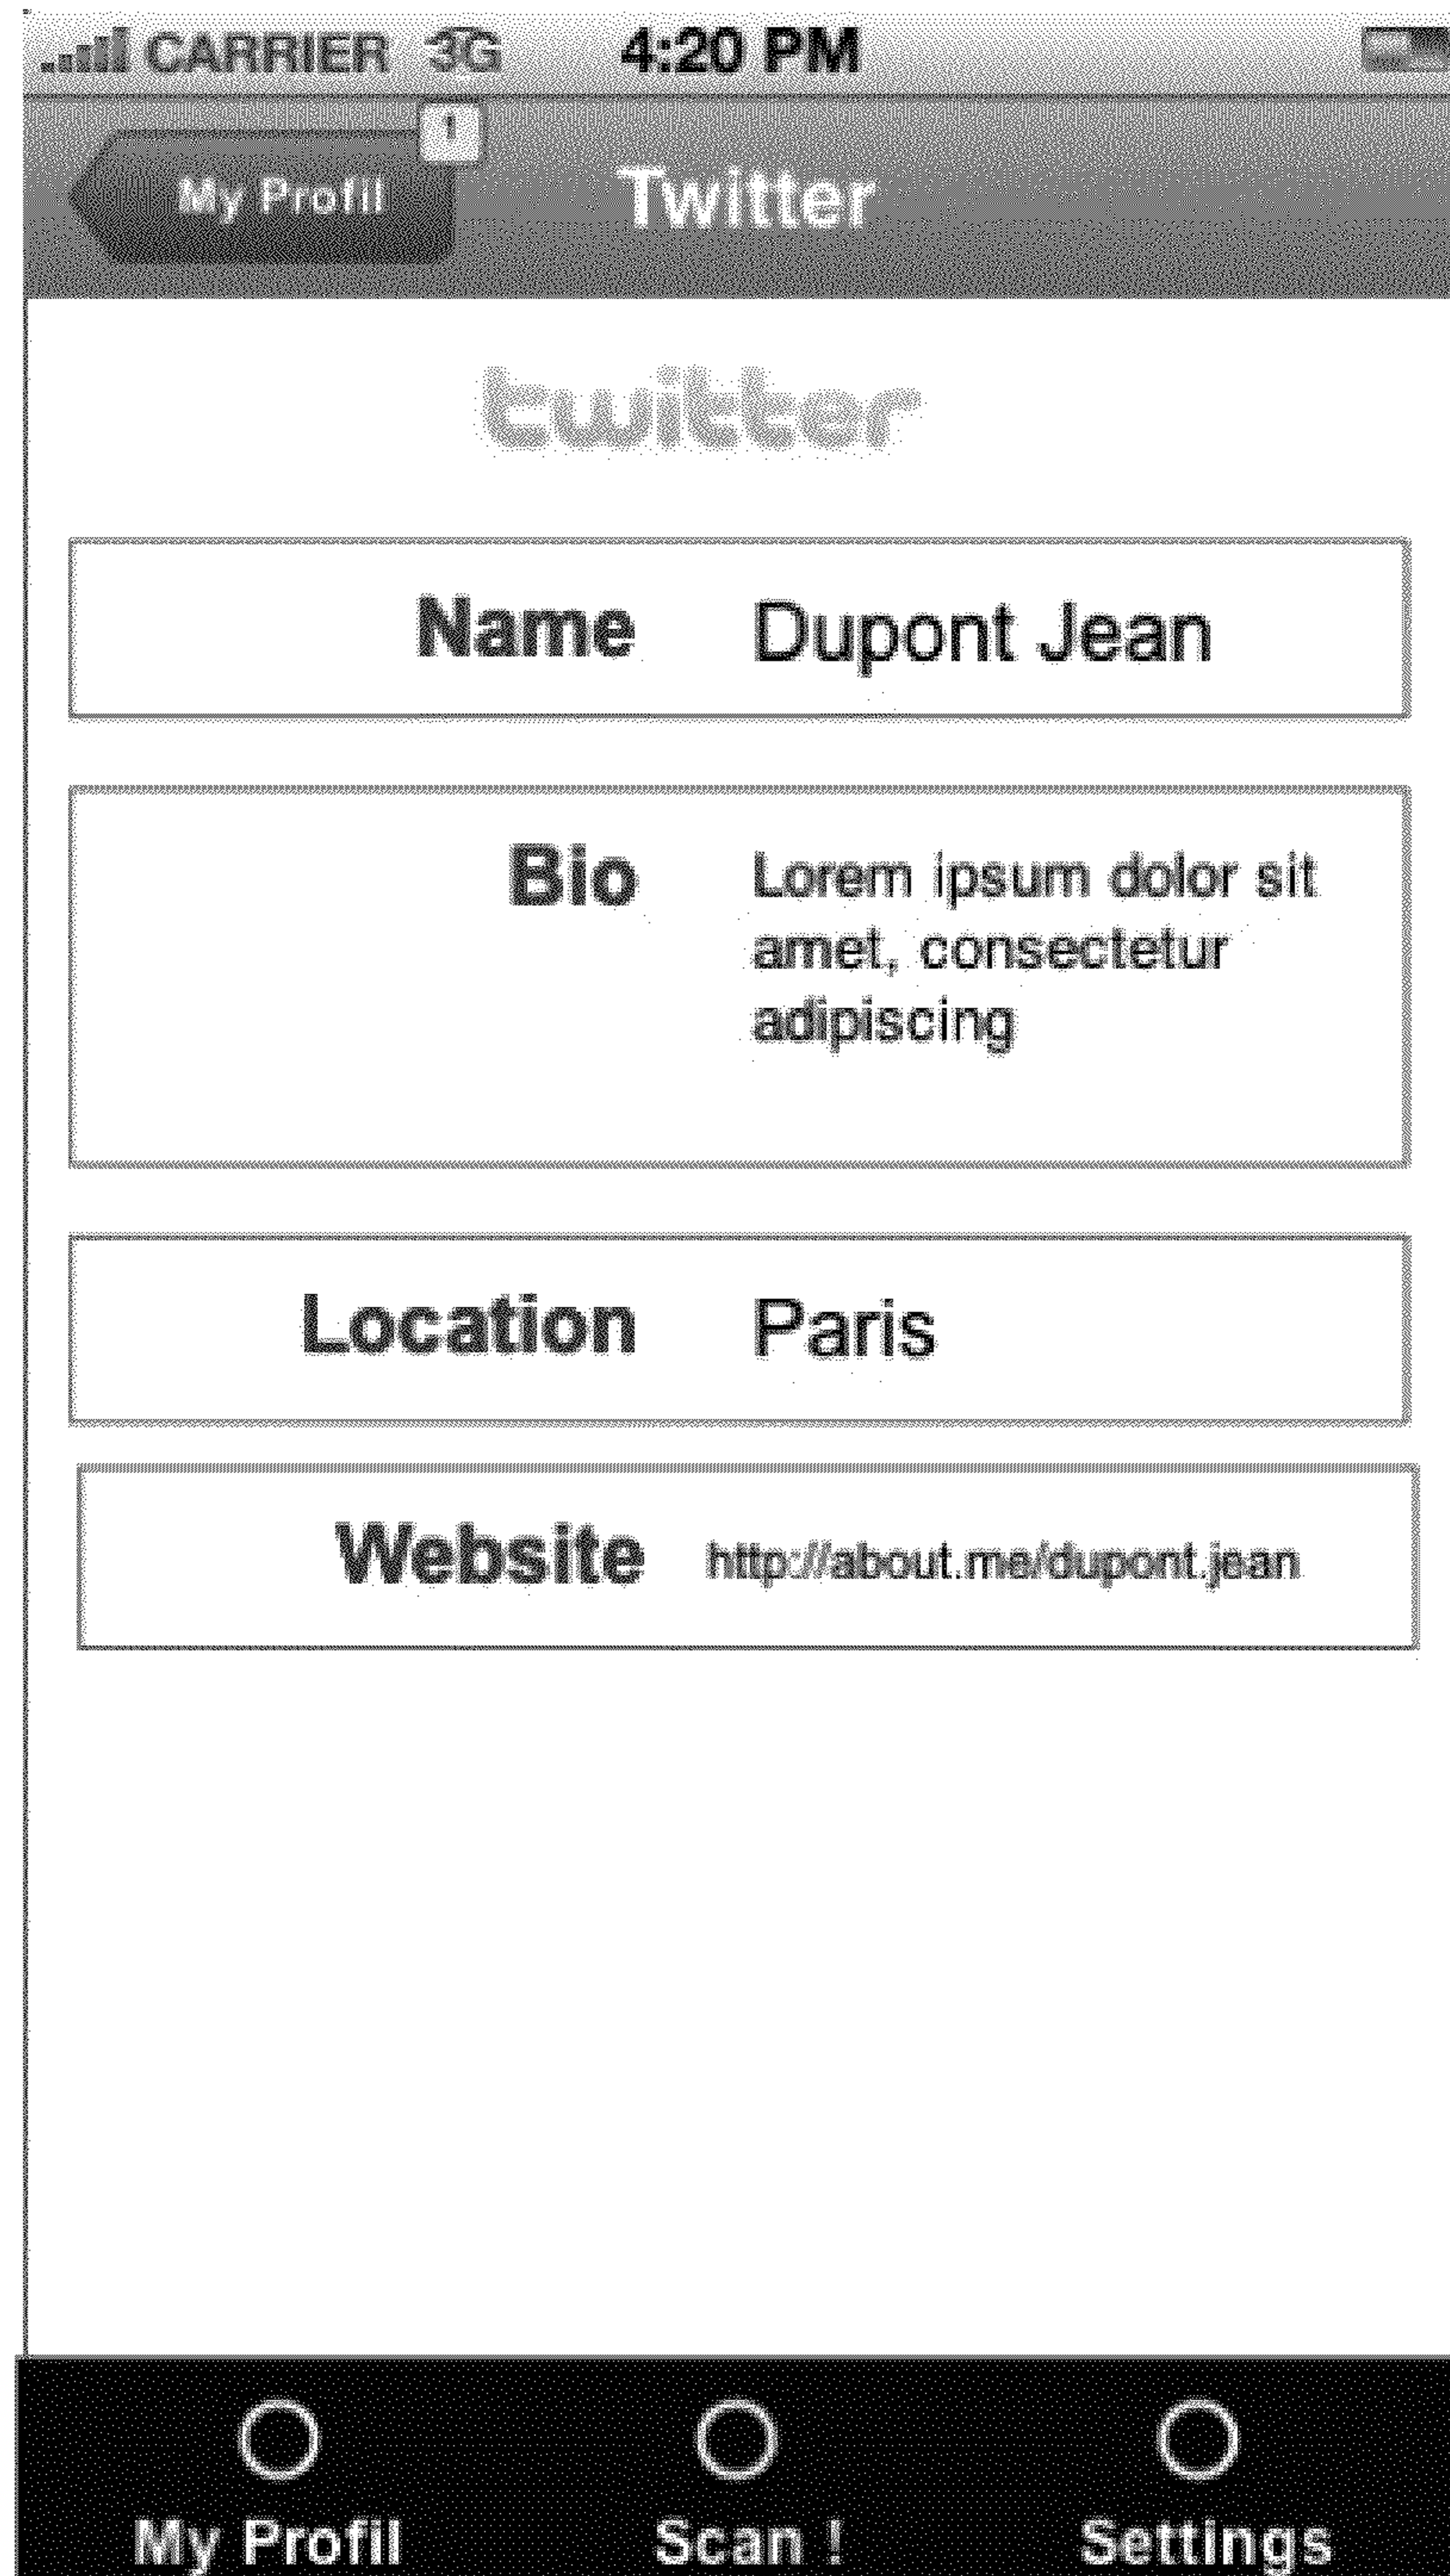 CARRIER 3G 4:20 PM
My Profil
Twitter
twitter
Name Dupont Jean
Bio Lorem ipsum dolor sit
amet, consectetur
adipiscing
Location Paris
Website http://about.me/dupont.jean
My Profil Scan ! Settings